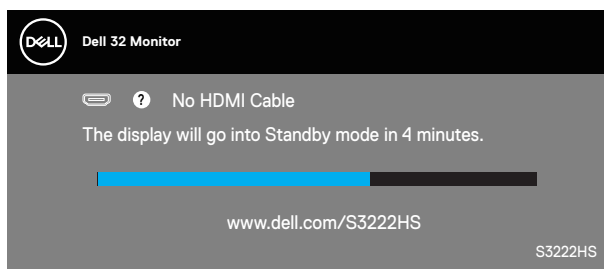 DELL
Dell 32 Monitor
? No HDMI Cable
The display will go into Standby mode in 4 minutes.
www.dell.com/S3222HS
S3222HS